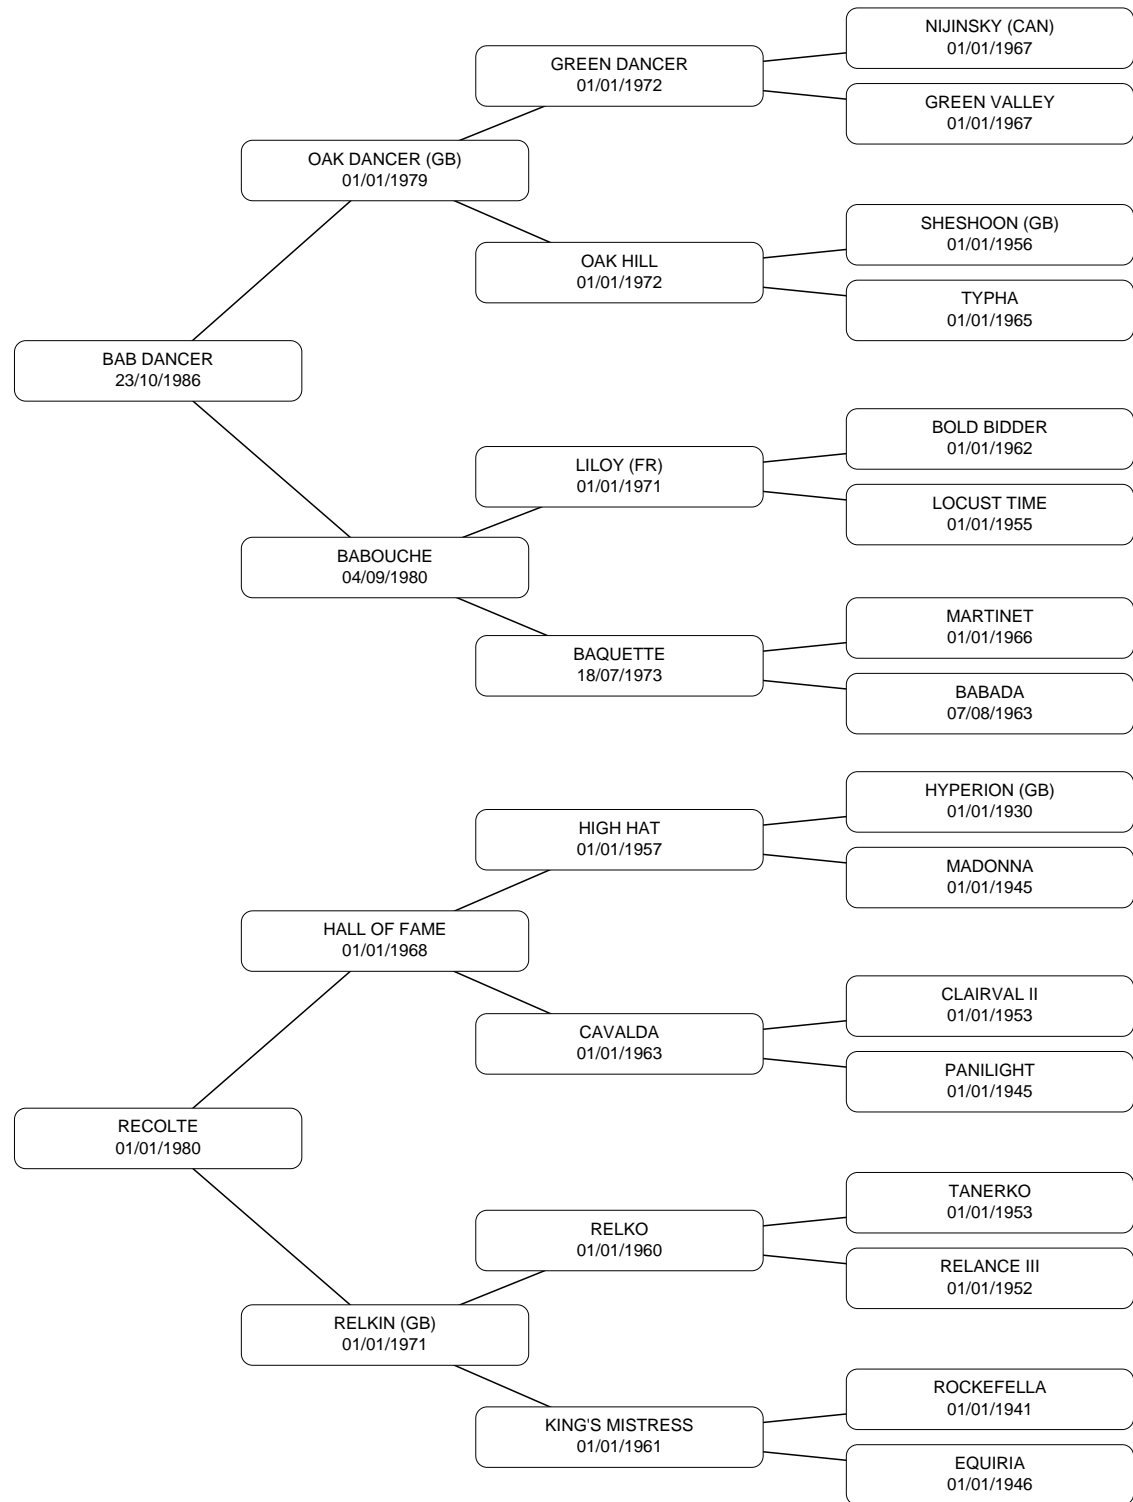 NIJINSKY (CAN)
01/01/1967
GREEN DANCER
01/01/1972
GREEN VALLEY
01/01/1967
OAK DANCER (GB)
01/01/1979
SHESHOON (GB)
01/01/1956
OAK HILL
01/01/1972
TYPHA
01/01/1965
BAB DANCER
23/10/1986
BOLD BIDDER
01/01/1962
LILOY (FR)
01/01/1971
LOCUST TIME
01/01/1955
BABOUCHE
04/09/1980
MARTINET
01/01/1966
BAQUETTE
18/07/1973
BABADA
07/08/1963
HYPERION (GB)
01/01/1930
HIGH HAT
01/01/1957
MADONNA
01/01/1945
HALL OF FAME
01/01/1968
CLAIRVAL II
01/01/1953
CAVALDA
01/01/1963
PANILIGHT
01/01/1945
RECOLTE
01/01/1980
TANERKO
01/01/1953
RELKO
01/01/1960
RELANCE III
01/01/1952
RELKIN (GB)
01/01/1971
ROCKEFELLA
01/01/1941
KING'S MISTRESS
01/01/1961
EQUIRIA
01/01/1946